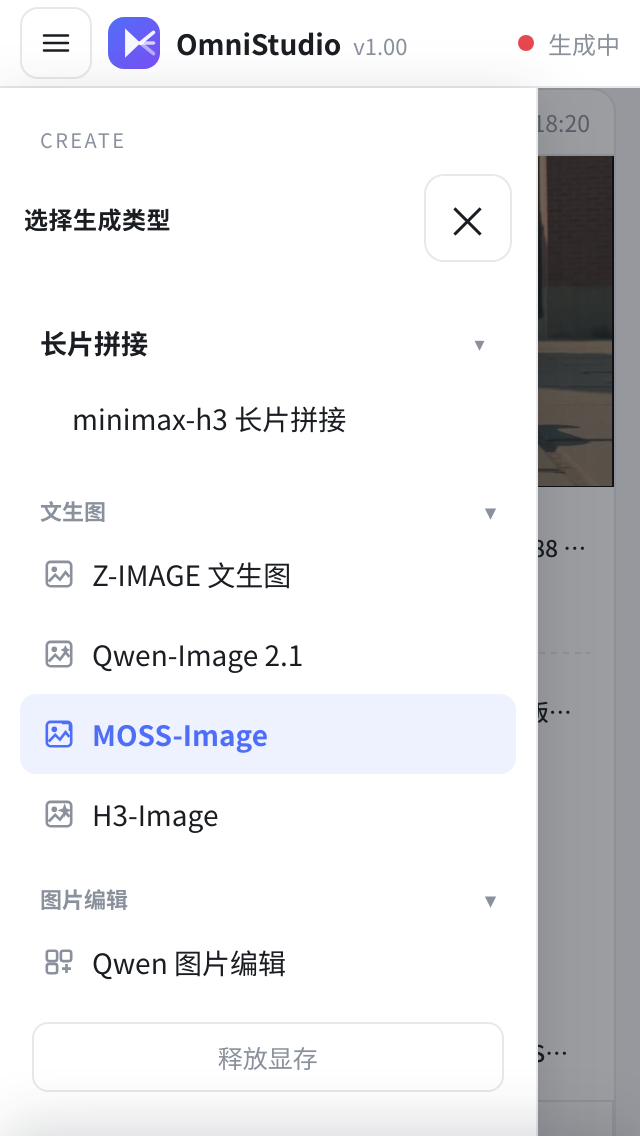 OmniStudio v1.00
生成中
CREATE
18:20
选择生成类型
长片拼接 ▼
minimax-h3 长片拼接
文生图 ▼
38 ···
Z-IMAGE 文生图
Qwen-Image 2.1
MOSS-Image
H3-Image
图片编辑 ▼
Qwen 图片编辑
释放显存